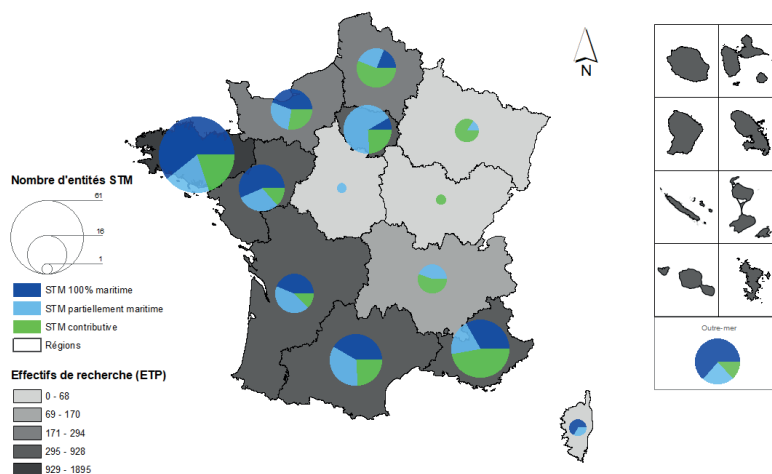 N
Nombre d'entités STM
61
16
1
STM 100% maritime
STM partiellement maritime
STM contributive
Régions
Effectifs de recherche (ETP)
0 - 68
69 - 170
171 - 294
295 - 928
929 - 1895
Outre-mer